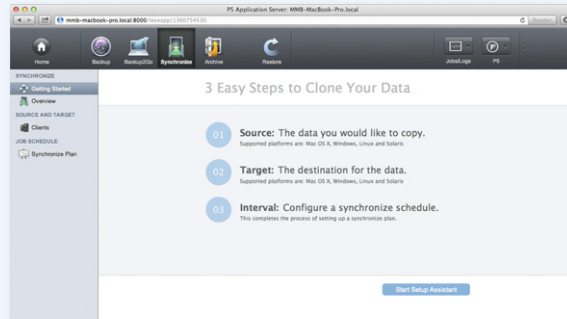 PS Application Server: MMB-MacBook-Pro.local
mmb-macbook-pro.local:8000/lexxapp/1360714530
Reader
Home
Backup
Backup2Go
Synchronize
Archive
Restore
Jobs/Logs
PS
SYNCHRONIZE
Getting Started
Overview
SOURCE AND TARGET
Clients
JOB SCHEDULE
Synchronize Plan
3 Easy Steps to Clone Your Data
01
Source: The data you would like to copy.
Supported platforms are: Mac OS X, Windows, Linux and Solaris
02
Target: The destination for the data.
Supported platforms are: Mac OS X, Windows, Linux and Solaris
03
Interval: Configure a synchronize schedule.
This completes the process of setting up a synchronize plan.
Start Setup Assistant